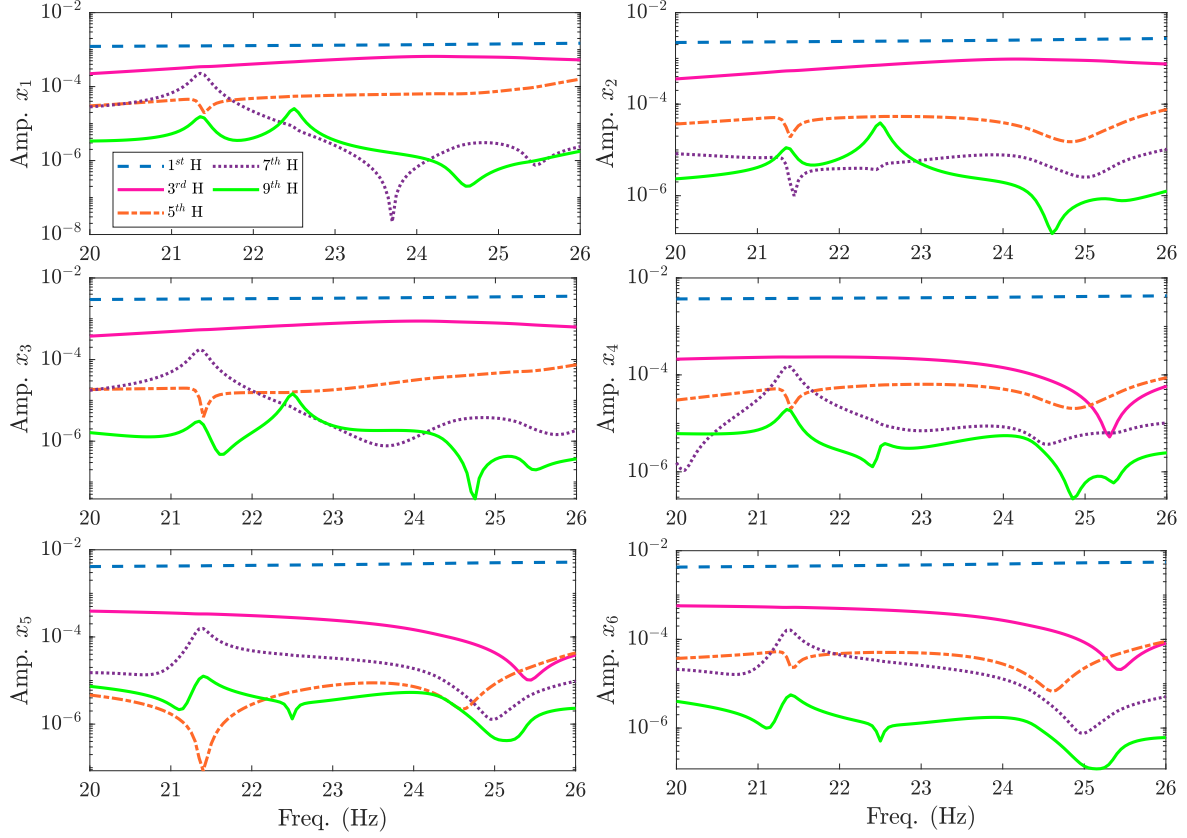 10^-2
10^-4
10^-6
10^-8
Amp. x_1
1^st H
3^rd H
5^th H
7^th H
9^th H
20 21 22 23 24 25 26
10^-2
10^-4
10^-6
Amp. x_2
20 21 22 23 24 25 26
10^-2
10^-4
10^-6
Amp. x_3
20 21 22 23 24 25 26
10^-2
10^-4
10^-6
Amp. x_4
20 21 22 23 24 25 26
10^-2
10^-4
10^-6
Amp. x_5
20 21 22 23 24 25 26
Freq. (Hz)
10^-2
10^-4
10^-6
Amp. x_6
20 21 22 23 24 25 26
Freq. (Hz)